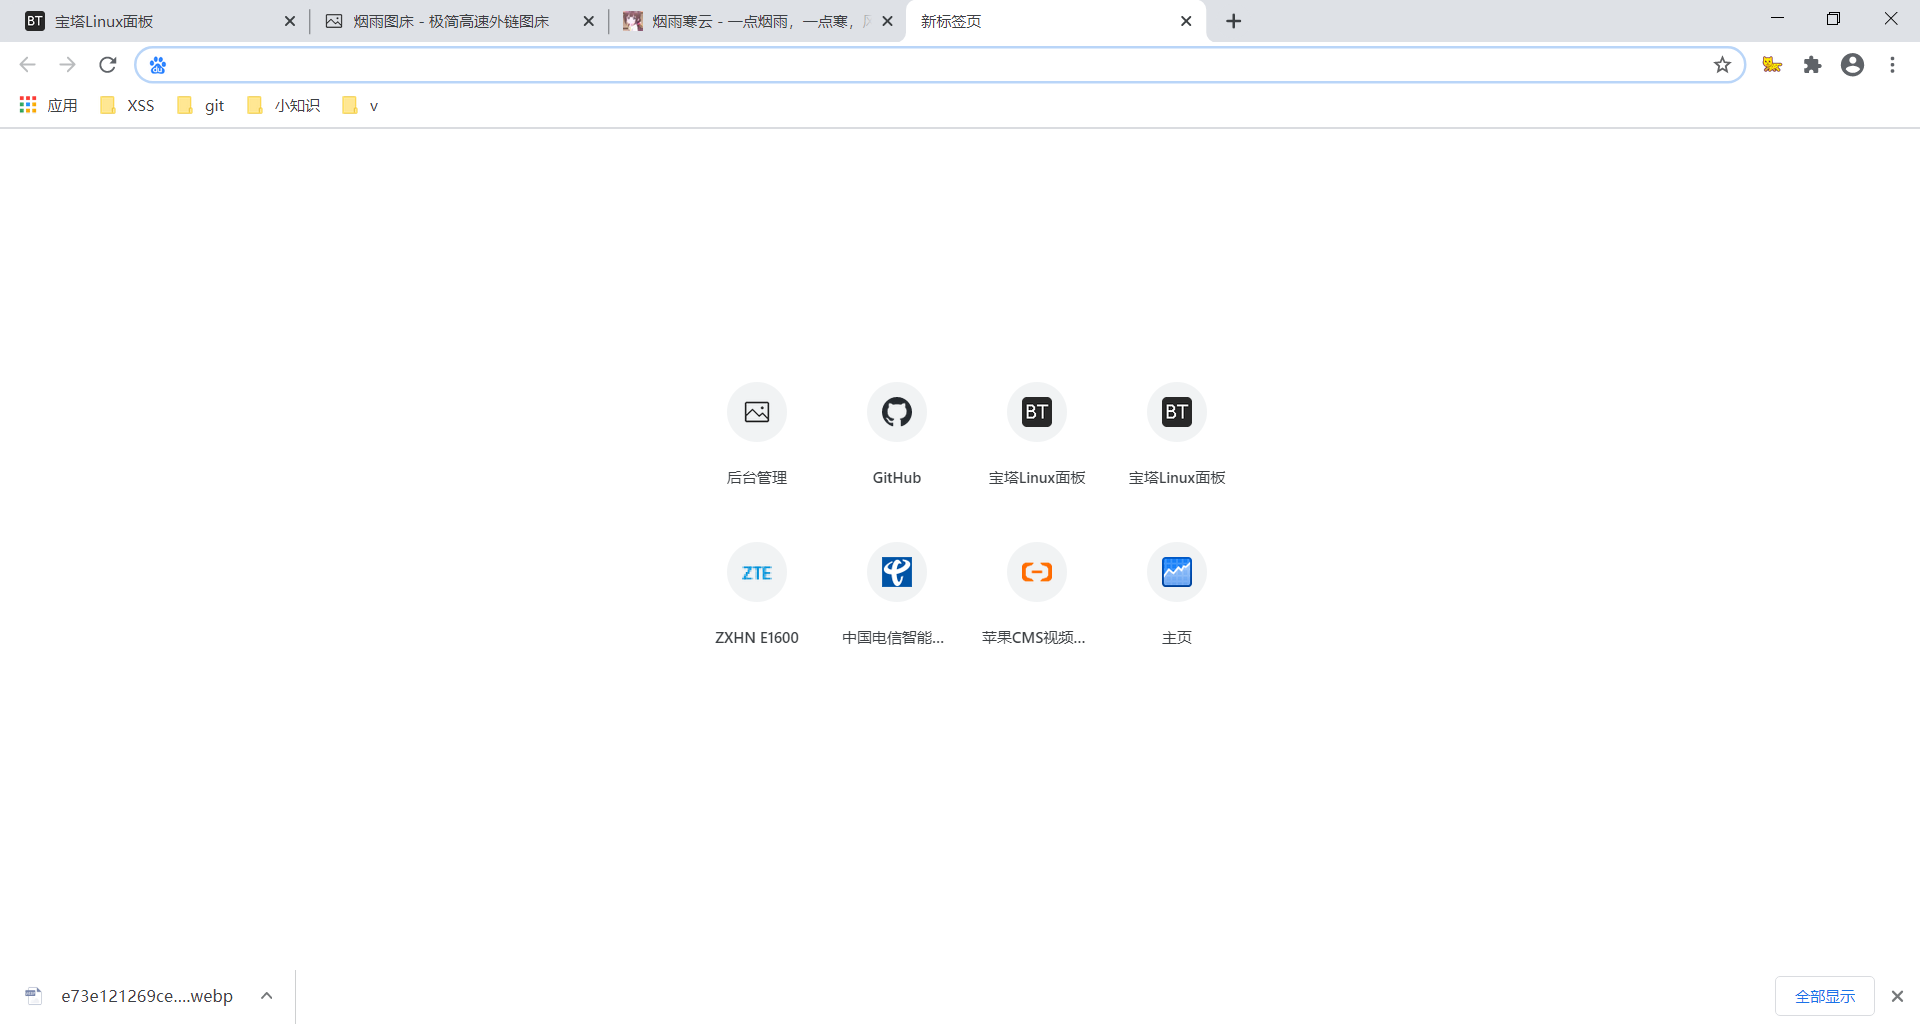 BT 宝塔Linux面板
烟雨图床 - 极简高速外链图床
烟雨寒云 - 一点烟雨，一点寒，
新标签页
应用
XSS
git
小知识
v
BT
BT
后台管理
GitHub
宝塔Linux面板
宝塔Linux面板
ZTE
ZXHN E1600
中国电信智能...
苹果CMS视频...
主页
e73e121269ce....webp
全部显示